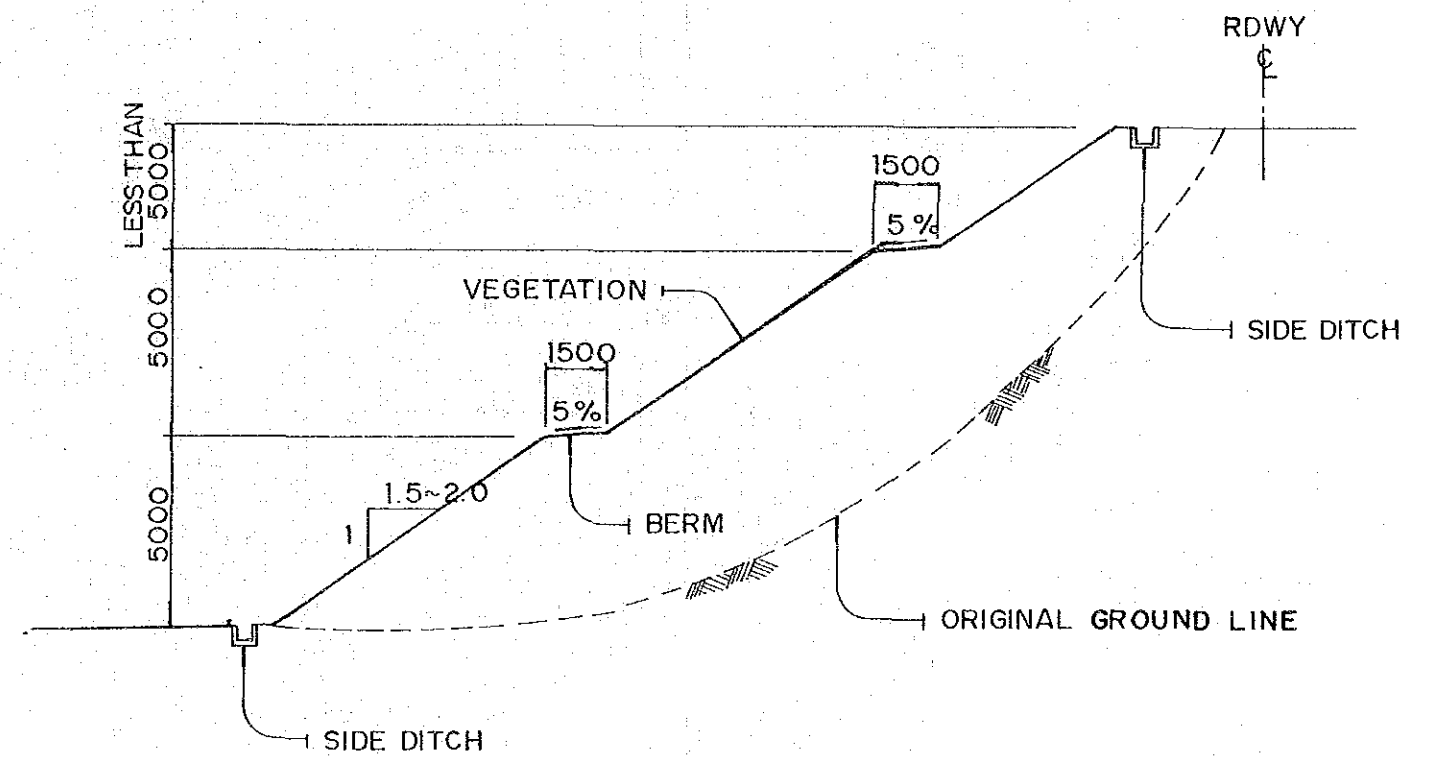 RDWY
CL
LESS THAN
5000
1500
5%
VEGETATION
5000
SIDE DITCH
1500
5%
1.5~2.0
1
5000
BERM
ORIGINAL GROUND LINE
SIDE DITCH